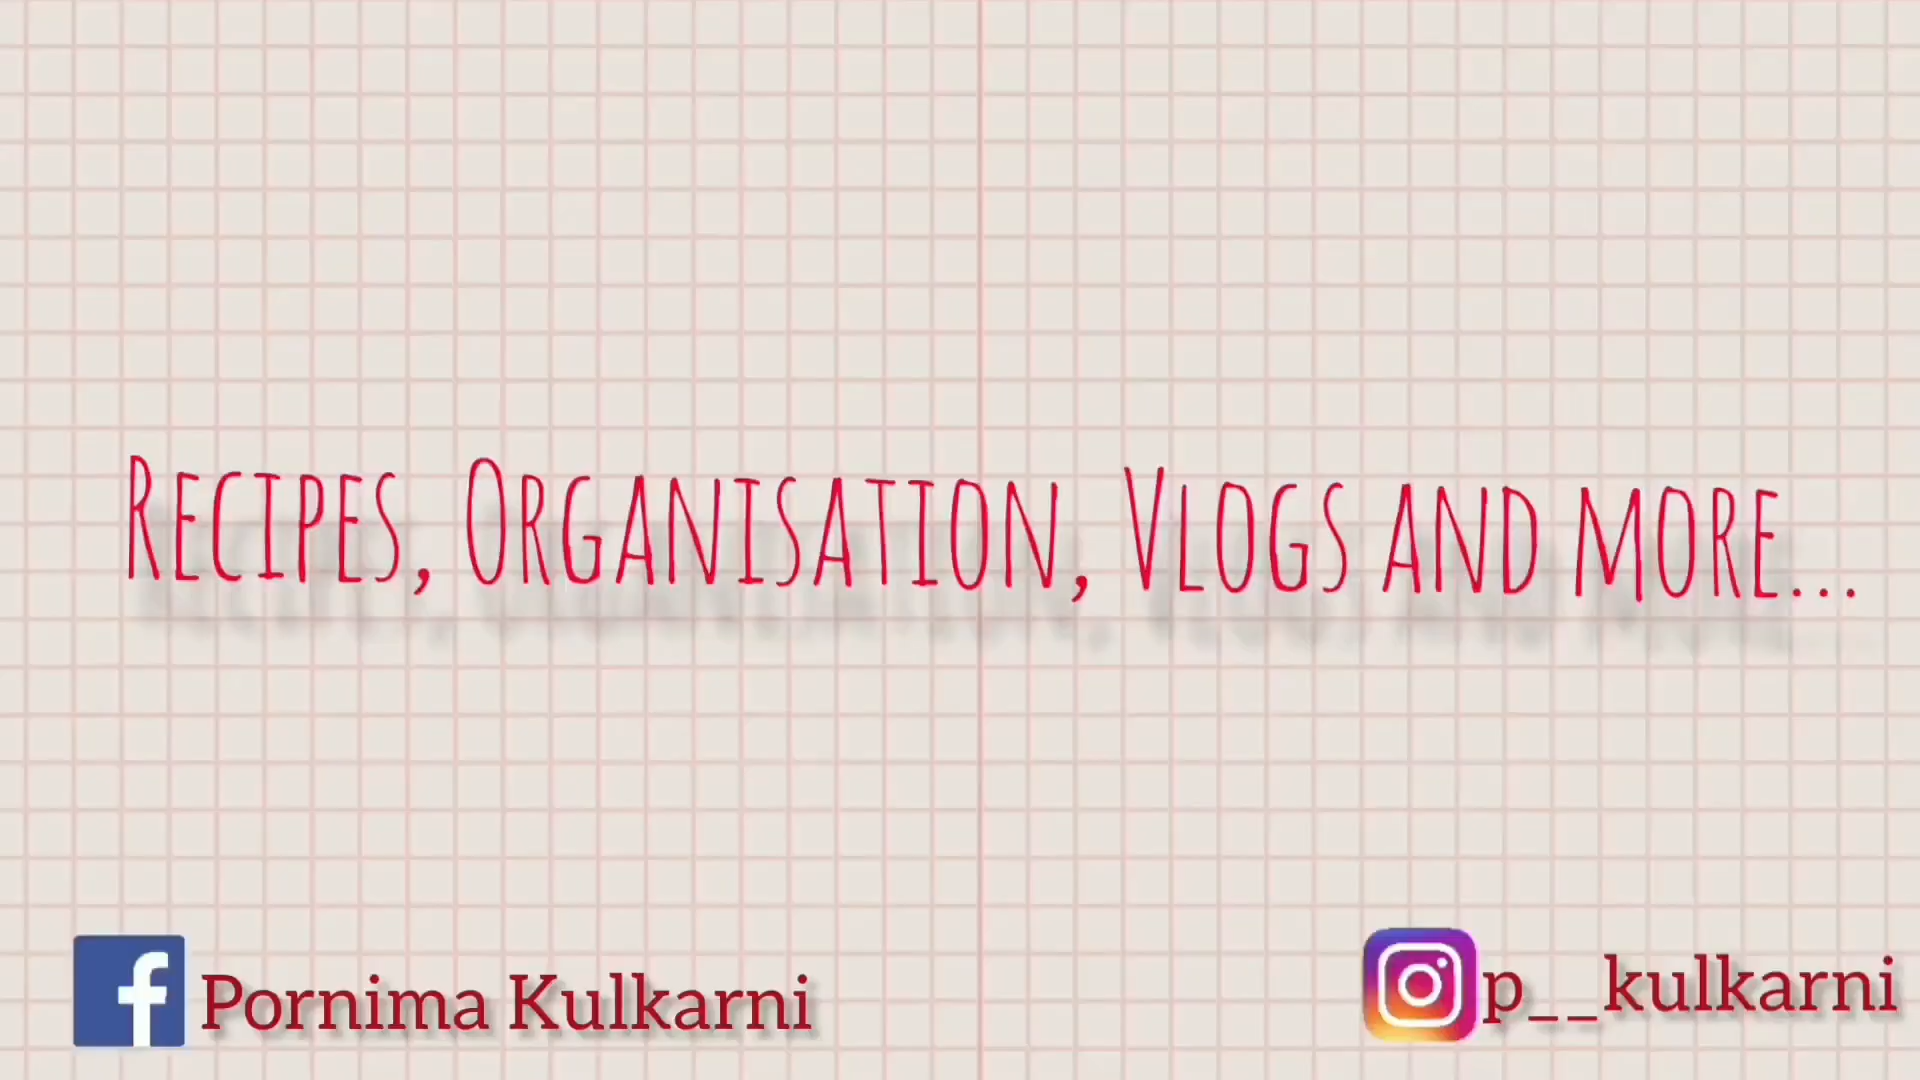 Recipes, Organisation, Vlogs and more...
Pornima Kulkarni
p__kulkarni